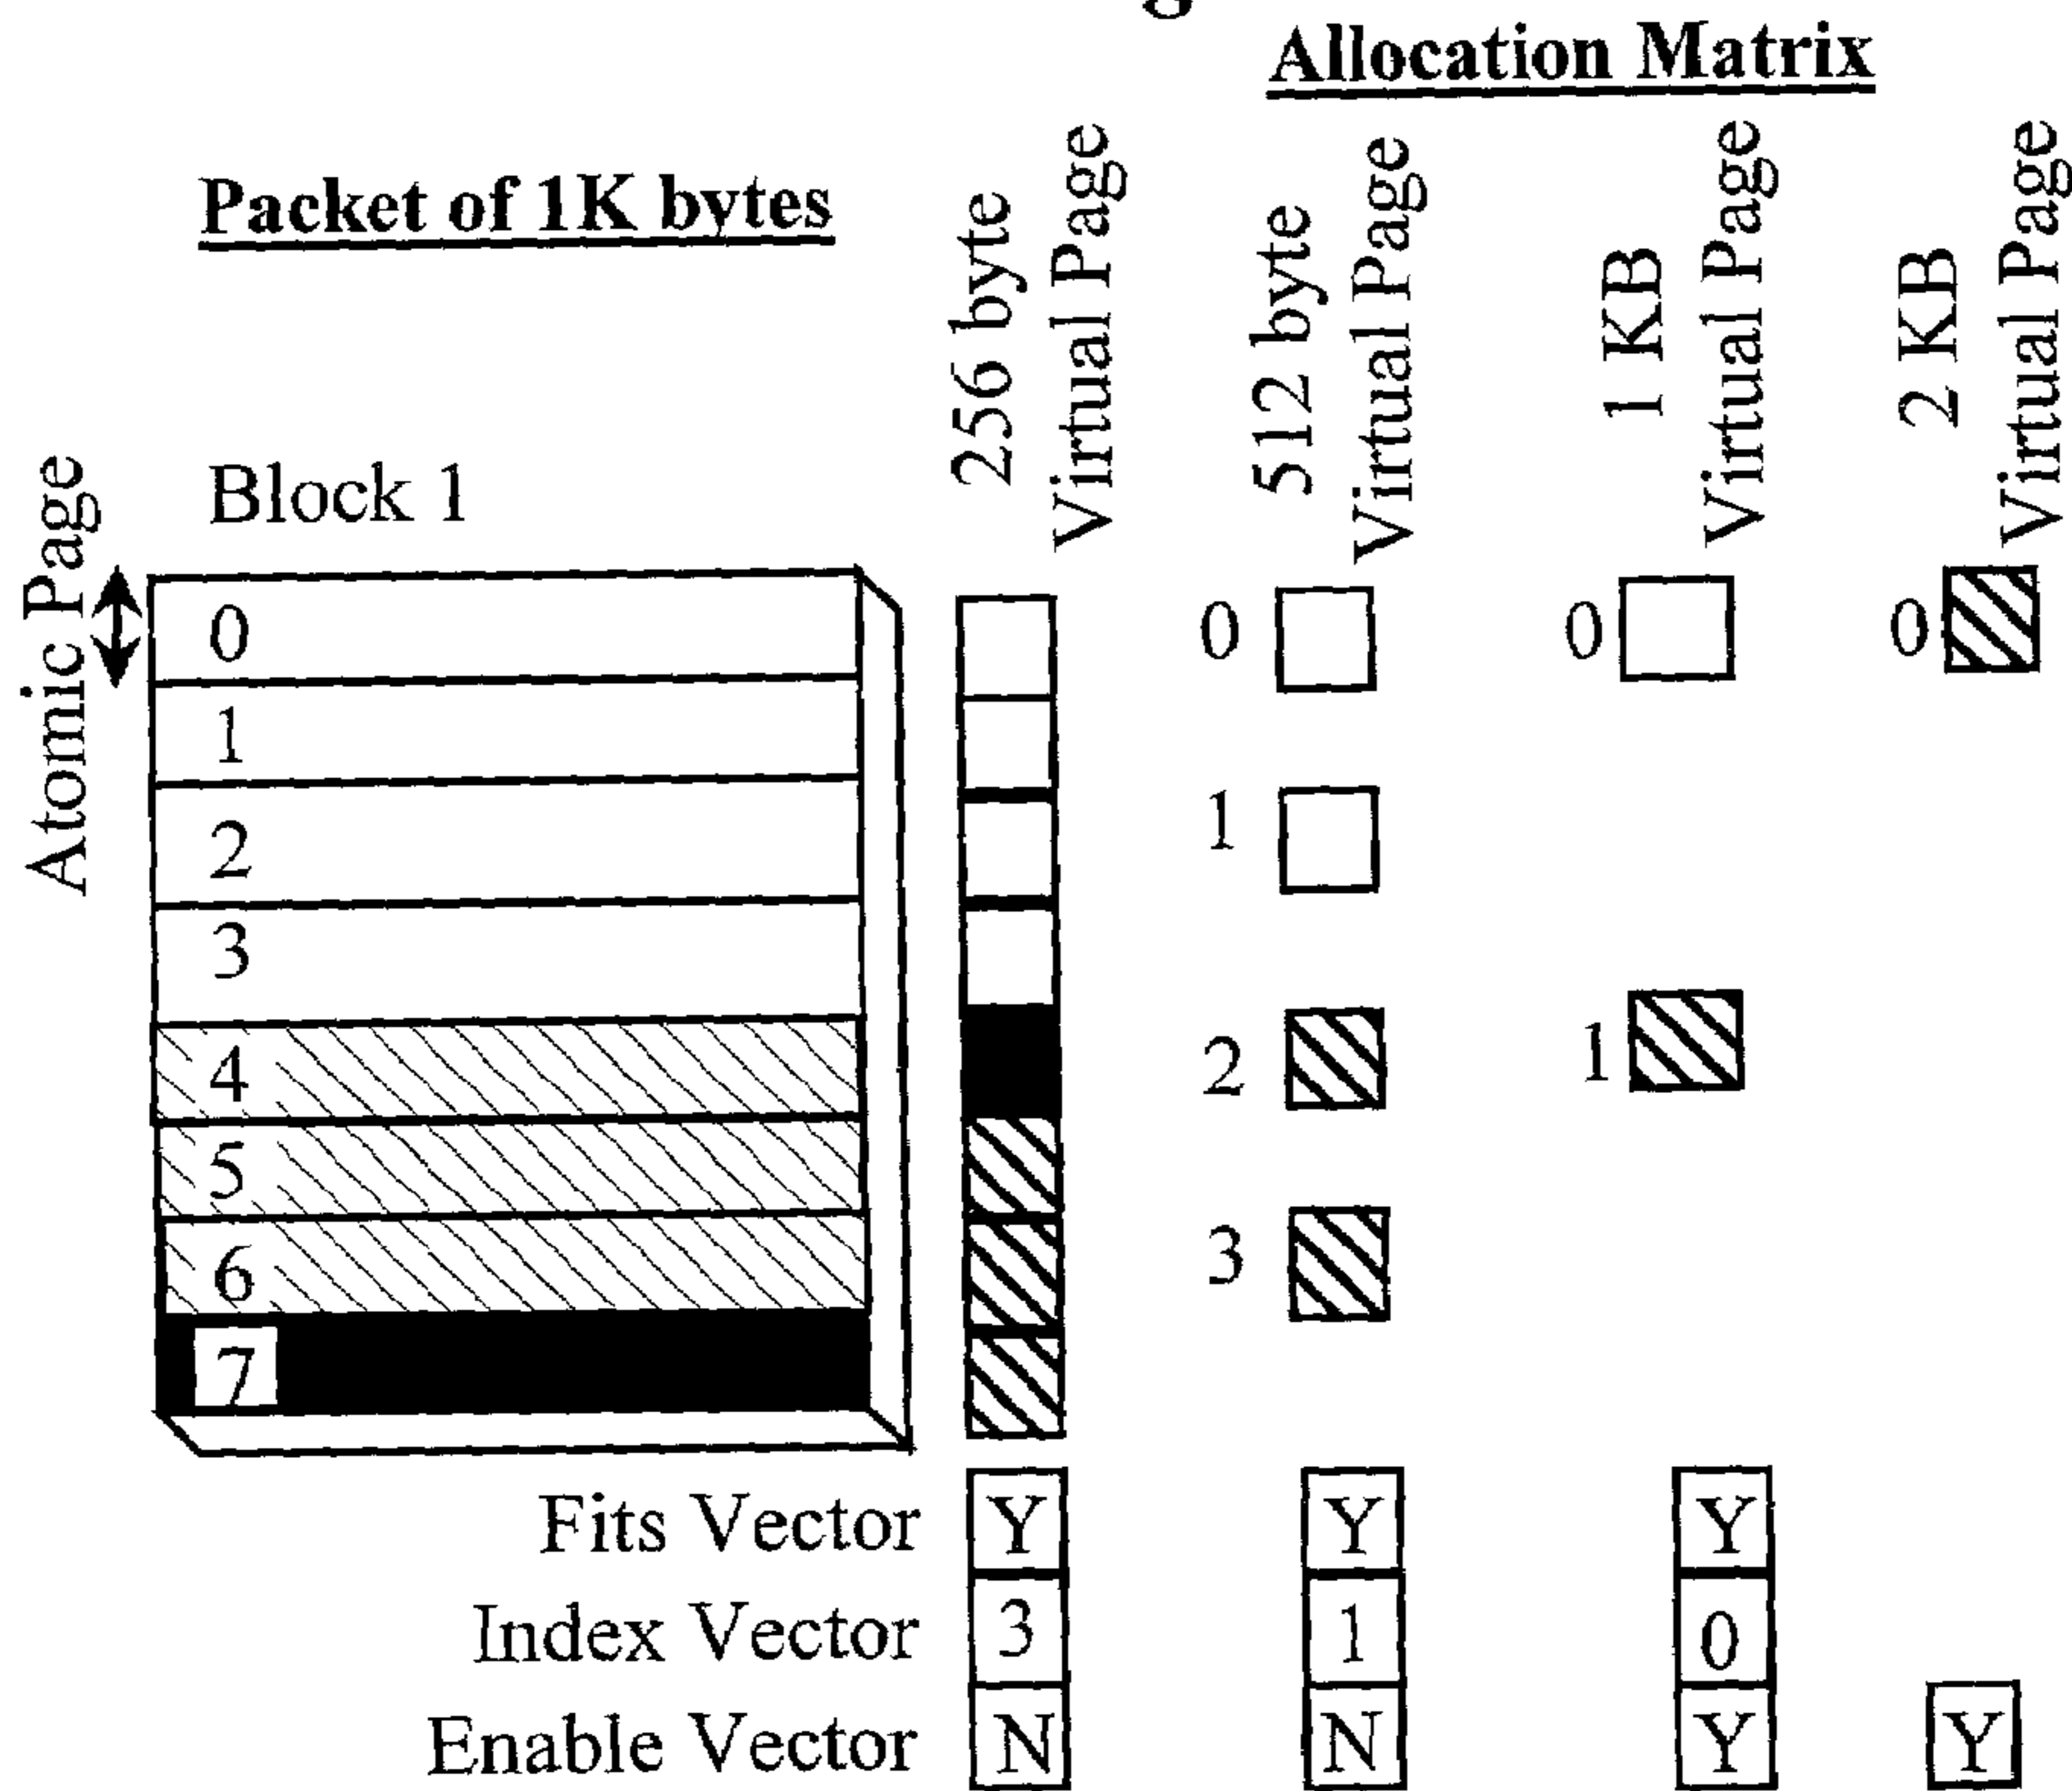 Allocation Matrix
Packet of 1K bytes
256 byte
Virtual Page
512 byte
Virtual Page
1 KB
Virtual Page
2 KB
Virtual Page
Atomic Page
Block 1
0
1
2
3
4
5
6
7
0
1
2
3
0
1
0
Fits Vector Y Y Y
Index Vector 3 1 0
Enable Vector N N Y Y